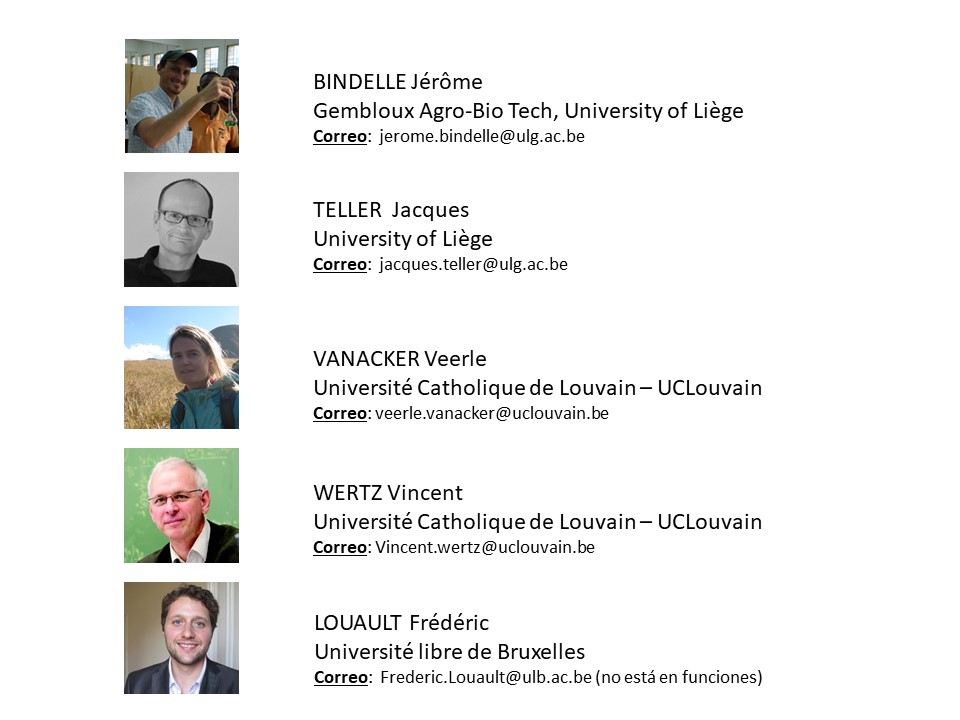 BINDELLE Jérôme
Gembloux Agro-Bio Tech, University of Liège
Correo: jerome.bindelle@ulg.ac.be
TELLER Jacques
University of Liège
Correo: jacques.teller@ulg.ac.be
VANACKER Veerle
Université Catholique de Louvain – UCLouvain
Correo: veerle.vanacker@uclouvain.be
WERTZ Vincent
Université Catholique de Louvain – UCLouvain
Correo: Vincent.wertz@uclouvain.be
LOUAULT Frédéric
Université libre de Bruxelles
Correo: Frederic.Louault@ulb.ac.be (no está en funciones)